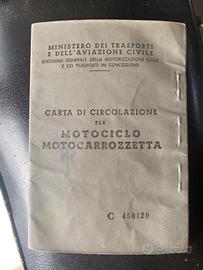 MINISTERO DEI TRASPORTI
E DELL'AVIAZIONE CIVILE
DIREZIONE GENERALE DELLA MOTORIZZAZIONE CIVILE
E DEI TRASPORTI IN CONCESSIONE
CARTA DI CIRCOLAZIONE
PER
MOTOCICLO
MOTOCARROZZETTA
C 450120
subito